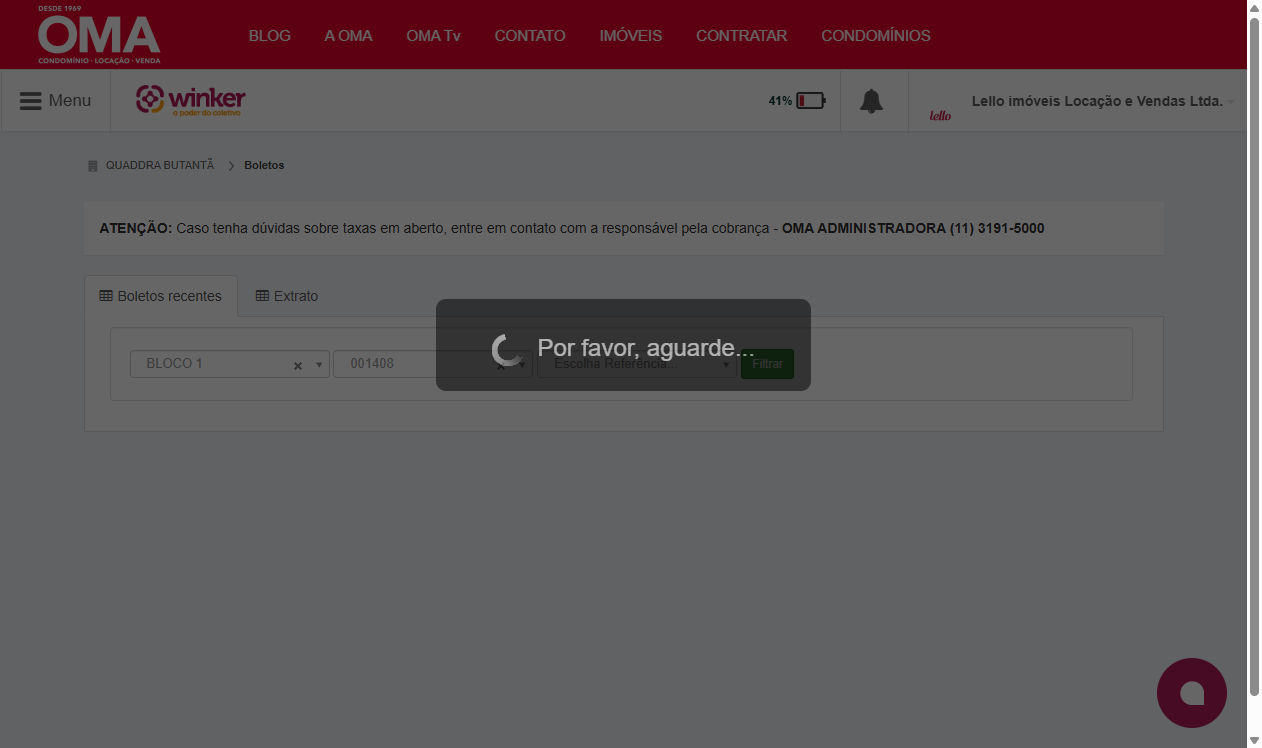 DESDE 1969
OMA
CONDOMÍNIO - LOCAÇÃO - VENDA
BLOG A OMA OMA Tv CONTATO IMÓVEIS CONTRATAR CONDOMÍNIOS
Menu
winker
o poder do coletivo
41%
lello
Lello imóveis Locação e Vendas Ltda.
QUADDRA BUTANTÃ > Boletos
ATENÇÃO: Caso tenha dúvidas sobre taxas em aberto, entre em contato com a responsável pela cobrança - OMA ADMINISTRADORA (11) 3191-5000
Boletos recentes Extrato
Por favor, aguarde...
BLOCO 1 × 001408 × Escolha Referência... Filtrar